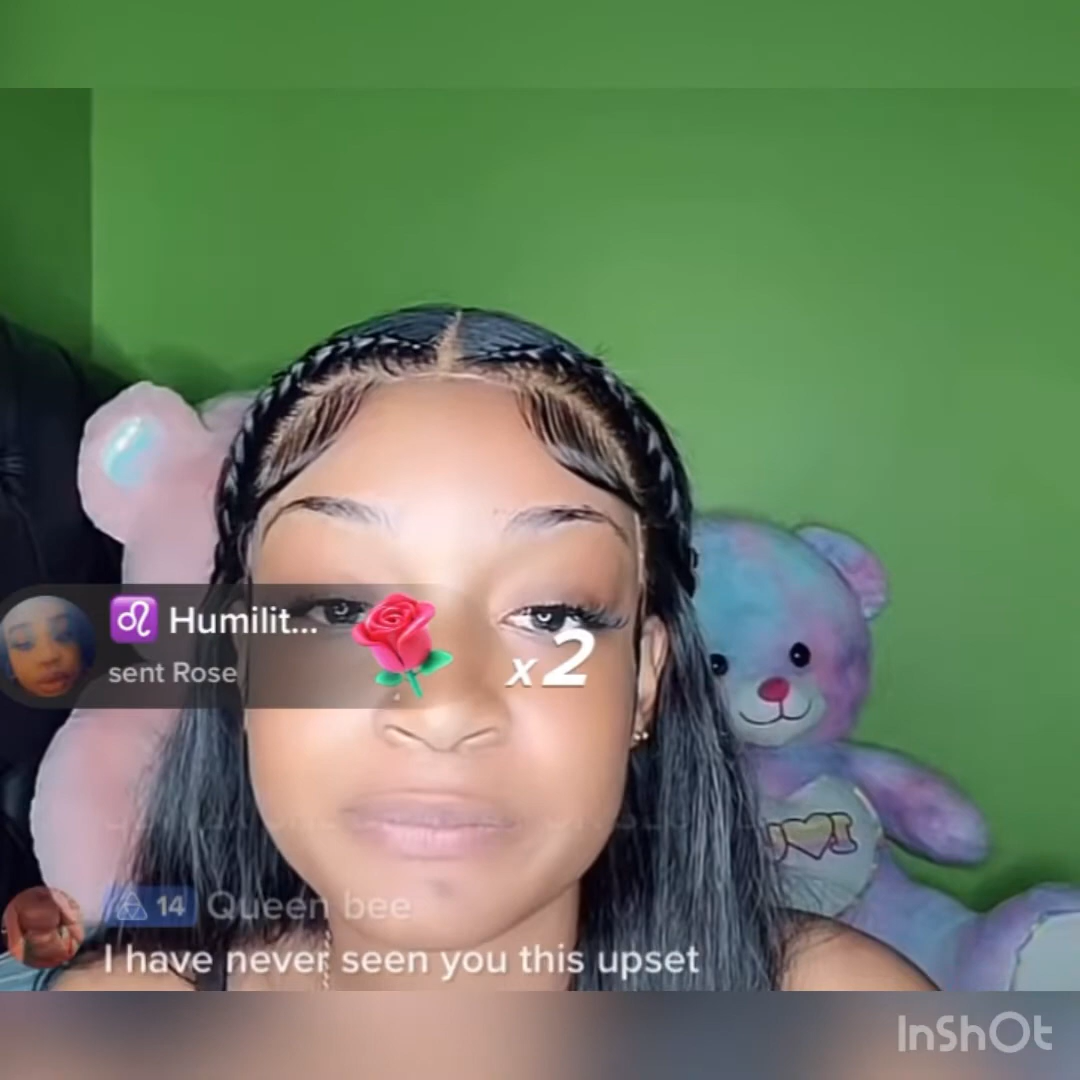 ♌ Humilit...
sent Rose
x2
14 Queen bee
I have never seen you this upset
InShOt